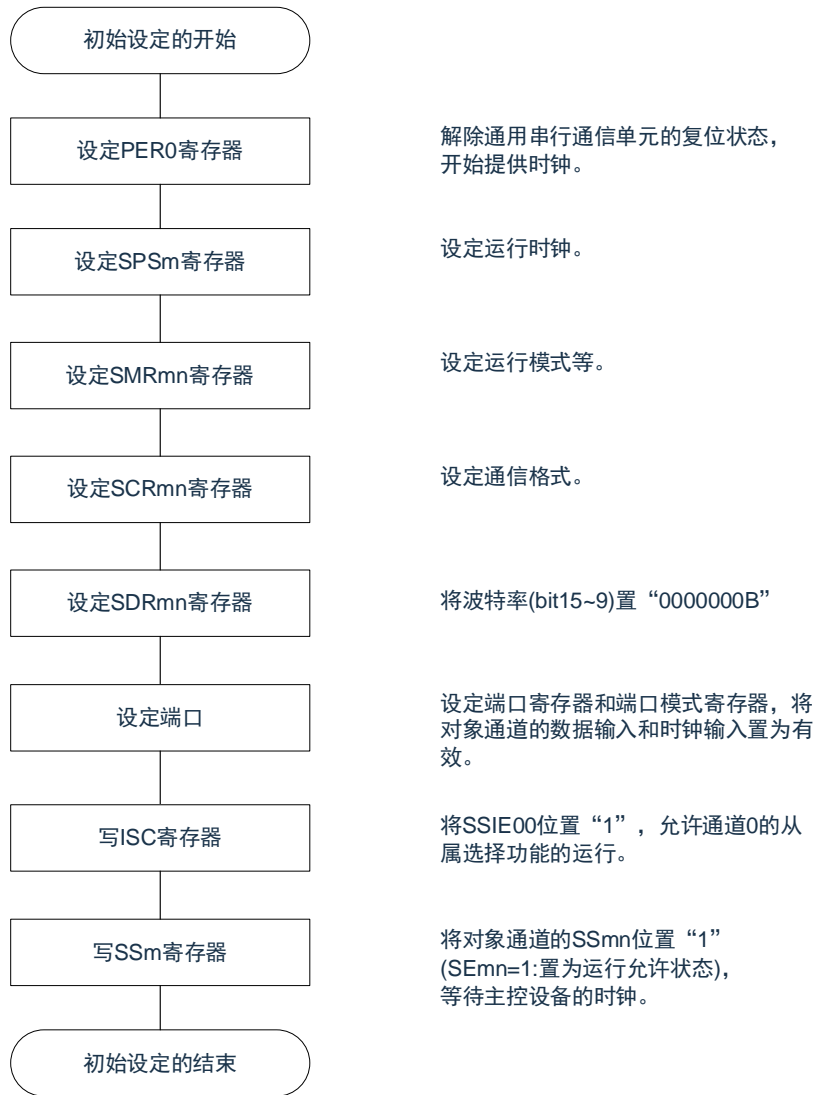 初始设定的开始
设定PER0寄存器
解除通用串行通信单元的复位状态，
开始提供时钟。
设定SPSm寄存器
设定运行时钟。
设定SMRmn寄存器
设定运行模式等。
设定SCRmn寄存器
设定通信格式。
设定SDRmn寄存器
将波特率(bit15~9)置“0000000B”
设定端口
设定端口寄存器和端口模式寄存器，将
对象通道的数据输入和时钟输入置为有
效。
写ISC寄存器
将SSIE00位置“1”，允许通道0的从
属选择功能的运行。
写SSm寄存器
将对象通道的SSmn位置“1”
(SEmn=1:置为运行允许状态)，
等待主控设备的时钟。
初始设定的结束